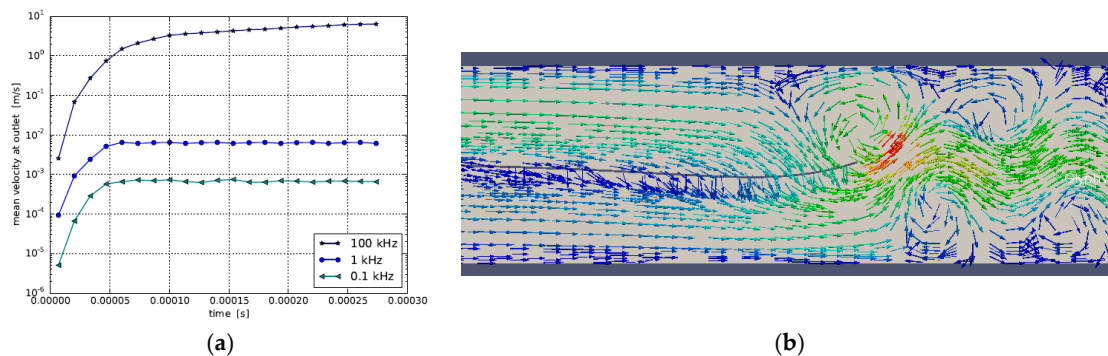 mean velocity at outlet [m/s]
10^1
10^0
10^-1
10^-2
10^-3
10^-4
10^-5
10^-6
0.00000 0.00005 0.00010 0.00015 0.00020 0.00025 0.00030
time [s]
100 kHz
1 kHz
0.1 kHz
(a)
(b)